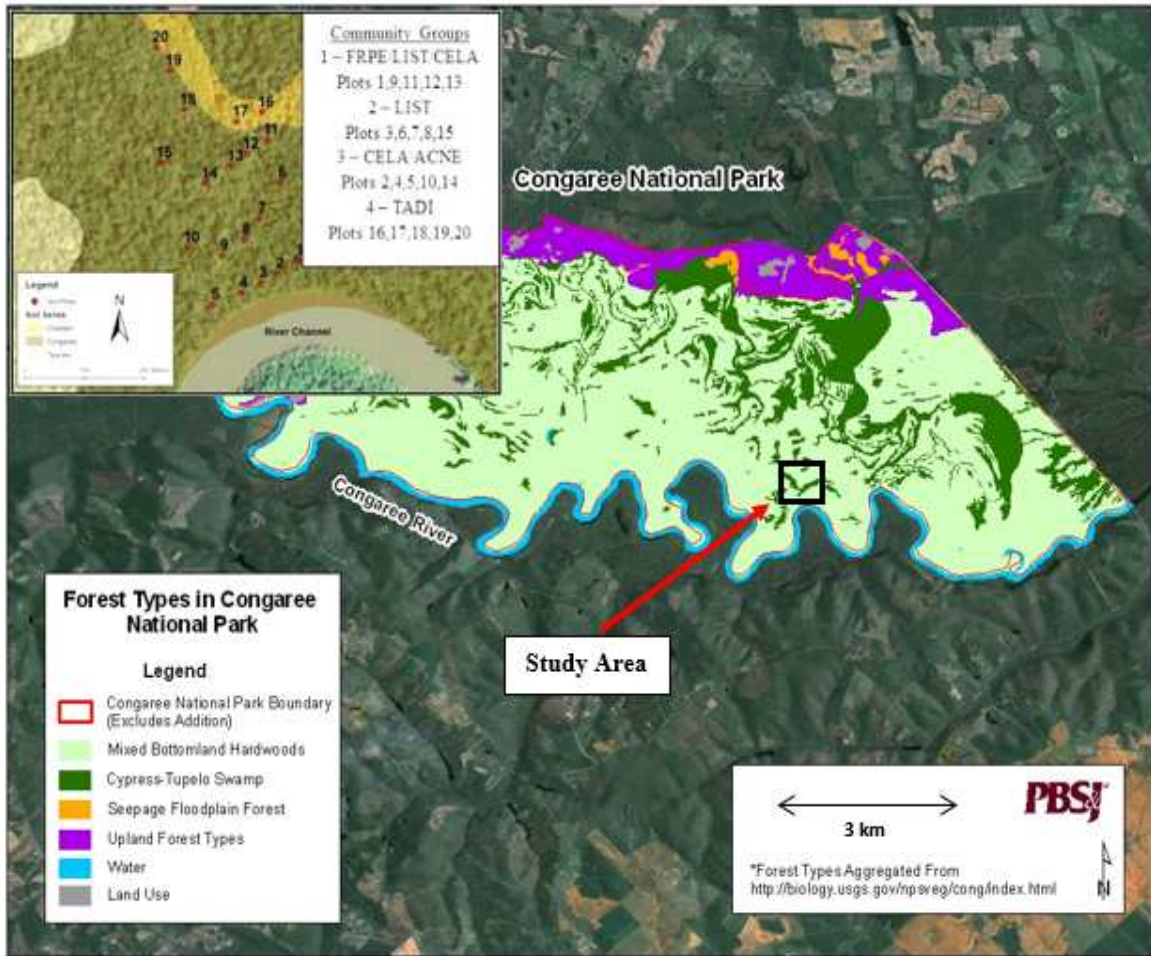 20
19
18
17
16
15
14
13
12
11
6
7
8
9
10
2
3
4
5
River Channel
Legend
N
Community Groups
1 – FRPE LIST CELA
Plots 1,9,11,12,13
2 – LIST
Plots 3,6,7,8,15
3 – CELA ACNE
Plots 2,4,5,10,14
4 – TADI
Plots 16,17,18,19,20
Congaree National Park
Congaree River
Study Area
Forest Types in Congaree
National Park
Legend
Congaree National Park Boundary
(Excludes Addition)
Mixed Bottomland Hardwoods
Cypress-Tupelo Swamp
Seepage Floodplain Forest
Upland Forest Types
Water
Land Use
3 km
PBSJ
*Forest Types Aggregated From
http://biology.usgs.gov/npsveg/cong/index.html
N